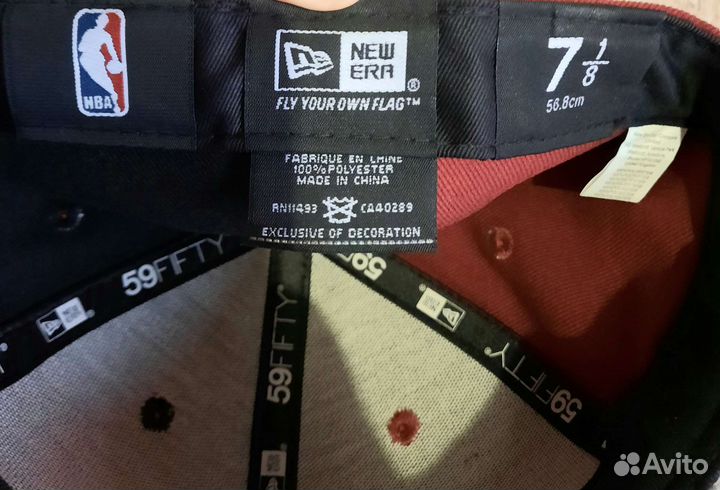 NBA
NEW
ERA®
FLY YOUR OWN FLAG™
7 1/8
56.8cm
FABRIQUE EN CHINE
100% POLYESTER
MADE IN CHINA
RN11493 CA40289
EXCLUSIVE OF DECORATION
59FIFTY
59FIFTY
59FIFTY
59FIFTY
Avito